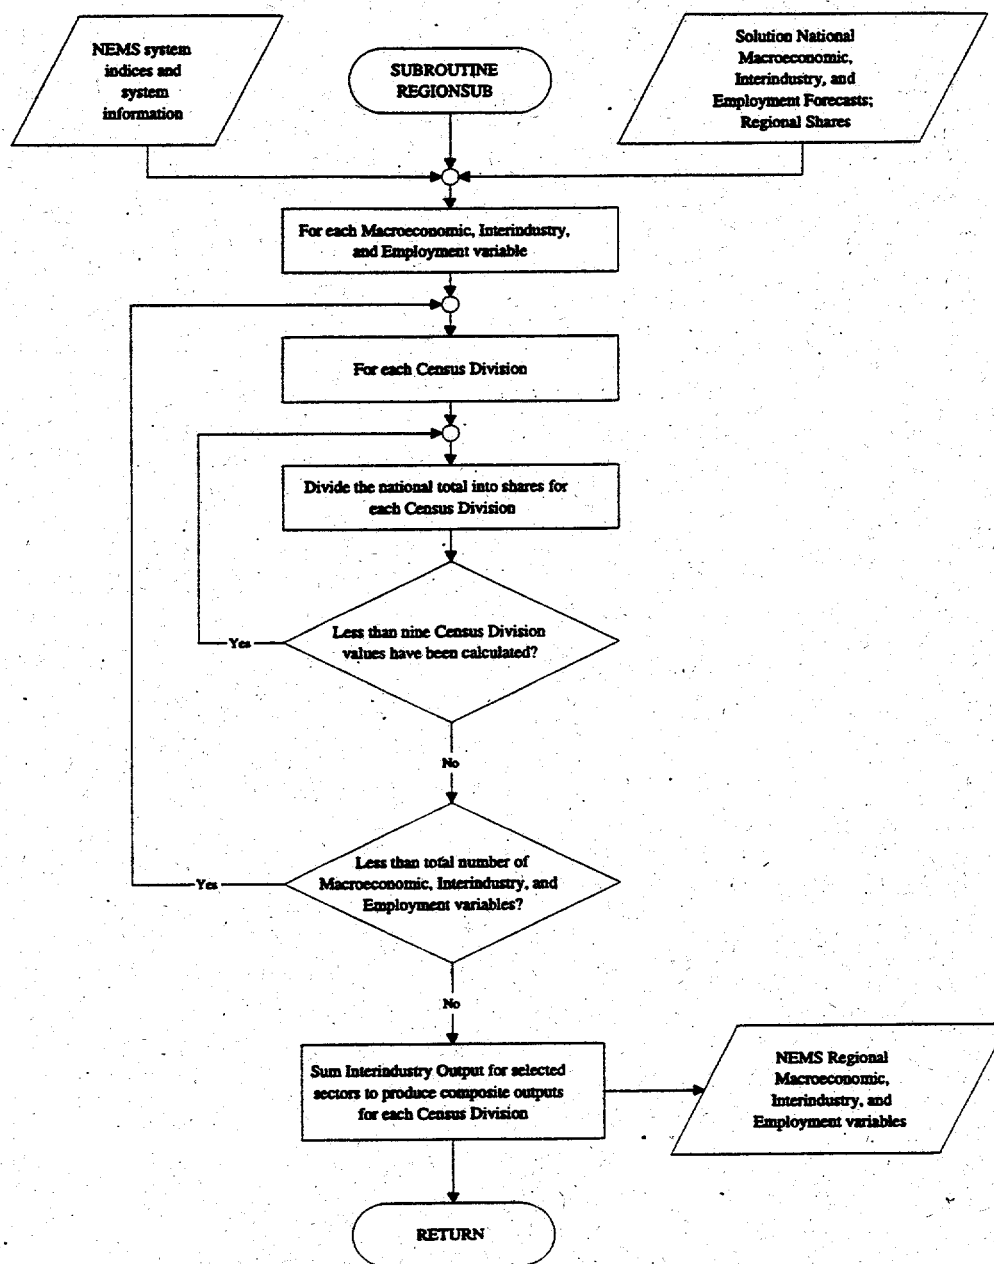 NEMS system
indices and
system
information
SUBROUTINE
REGIONSUB
Solution National
Macroeconomic,
Interindustry, and
Employment Forecasts;
Regional Shares
For each Macroeconomic, Interindustry,
and Employment variable
For each Census Division
Divide the national total into shares for
each Census Division
Less than nine Census Division
values have been calculated?
Yes
No
Less than total number of
Macroeconomic, Interindustry, and
Employment variables?
Yes
No
Sum Interindustry Output for selected
sectors to produce composite outputs
for each Census Division
NEMS Regional
Macroeconomic,
Interindustry, and
Employment variables
RETURN